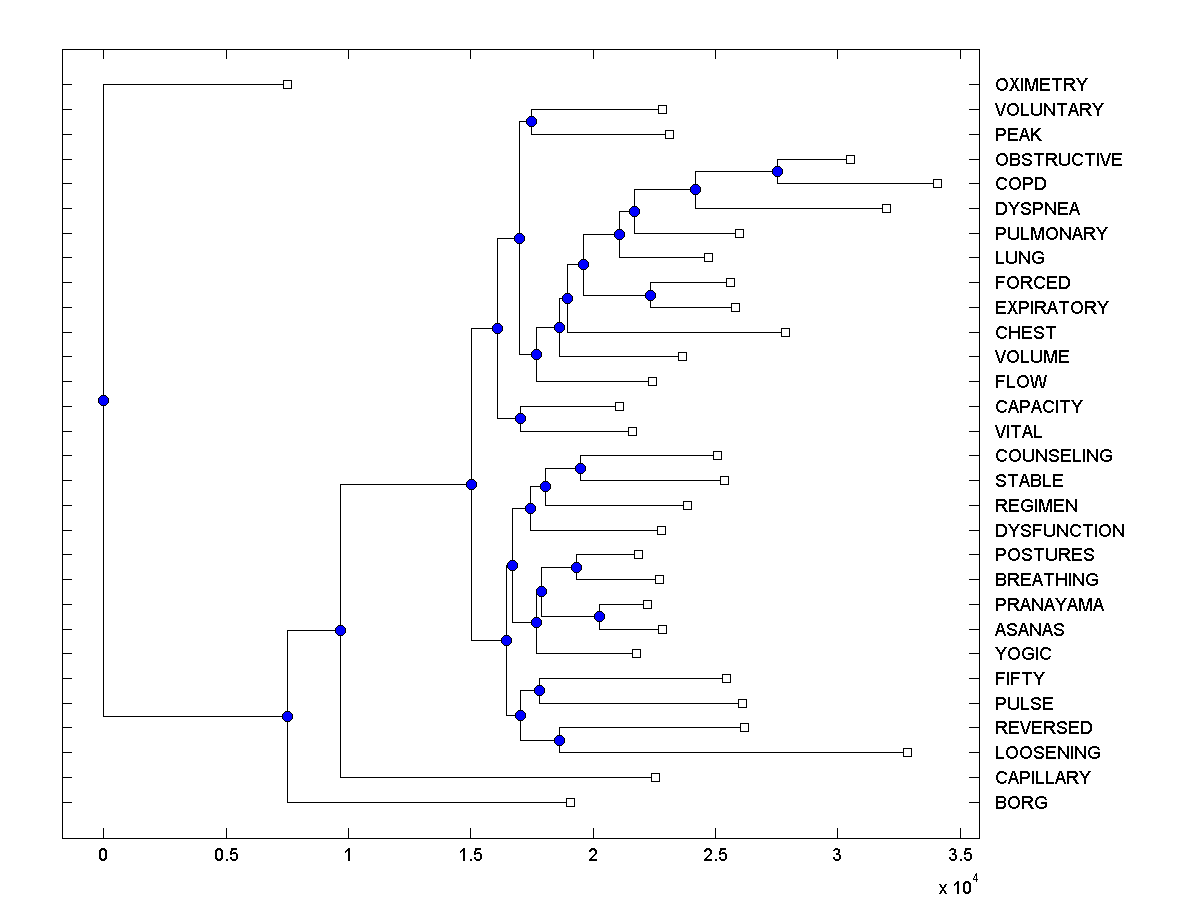 OXIMETRY
VOLUNTARY
PEAK
OBSTRUCTIVE
COPD
DYSPNEA
PULMONARY
LUNG
FORCED
EXPIRATORY
CHEST
VOLUME
FLOW
CAPACITY
VITAL
COUNSELING
STABLE
REGIMEN
DYSFUNCTION
POSTURES
BREATHING
PRANAYAMA
ASANAS
YOGIC
FIFTY
PULSE
REVERSED
LOOSENING
CAPILLARY
BORG
0 0.5 1 1.5 2 2.5 3 3.5
x 10^4